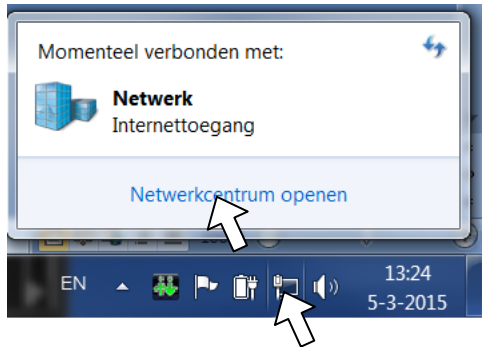 Momenteel verbonden met:
Netwerk
Internettoegang
Netwerkcentrum openen
EN
13:24
5-3-2015